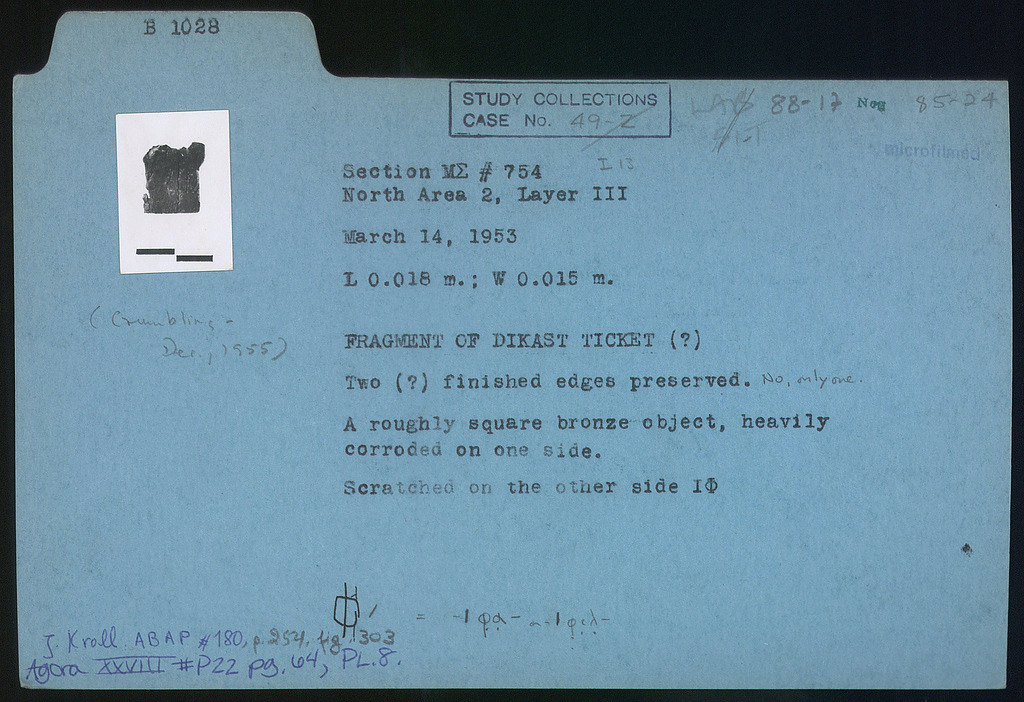 B 1028
STUDY COLLECTIONS
CASE No. 49-Z
88-17 Neg 85-24
microfilmed
I 13
Section ΜΣ # 754
North Area 2, Layer III
March 14, 1953
L 0.018 m.; W 0.015 m.
(Crumbling -
Dec., 1955)
FRAGMENT OF DIKAST TICKET (?)
Two (?) finished edges preserved. No, only one.
A roughly square bronze object, heavily
corroded on one side.
Scratched on the other side ΙΦ
J. Kroll ABAP #180, p. 254, fig. 303
Agora XXVIII #P22 pg. 64, PL. 8.